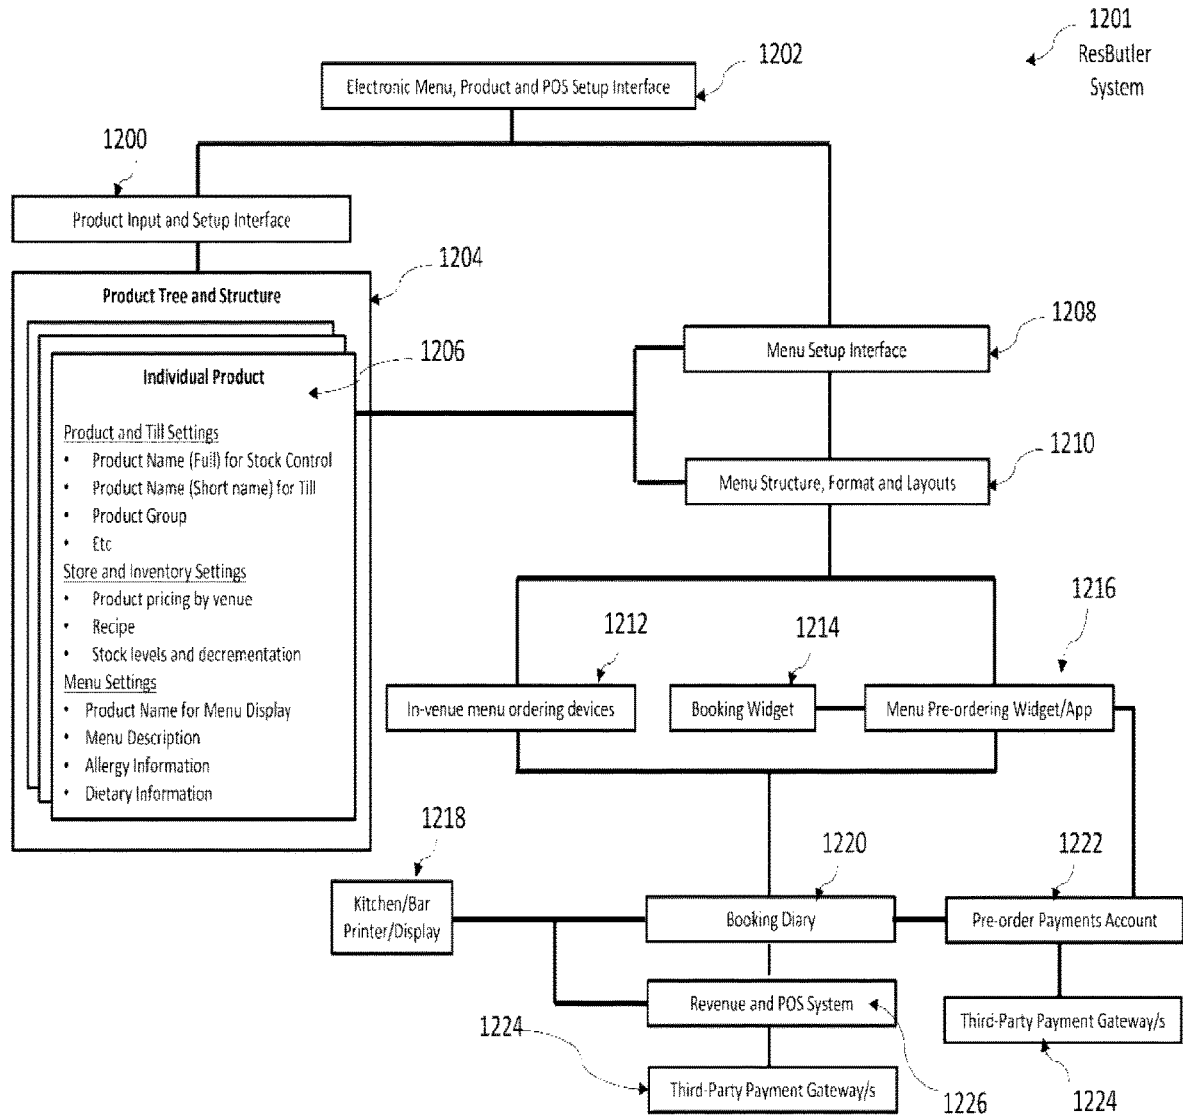 1201
ResButler
System
1202
Electronic Menu, Product and POS Setup Interface
1200
Product Input and Setup Interface
1204
Product Tree and Structure
1206
Individual Product
Product and Till Settings
• Product Name (Full) for Stock Control
• Product Name (Short name) for Till
• Product Group
• Etc
Store and Inventory Settings
• Product pricing by venue
• Recipe
• Stock levels and decrementation
Menu Settings
• Product Name for Menu Display
• Menu Description
• Allergy Information
• Dietary Information
1208
Menu Setup Interface
1210
Menu Structure, Format and Layouts
1212
In-venue menu ordering devices
1214
Booking Widget
1216
Menu Pre-ordering Widget/App
1218
Kitchen/Bar
Printer/Display
1220
Booking Diary
1222
Pre-order Payments Account
Revenue and POS System
1226
1224
Third-Party Payment Gateway/s
Third-Party Payment Gateway/s
1224